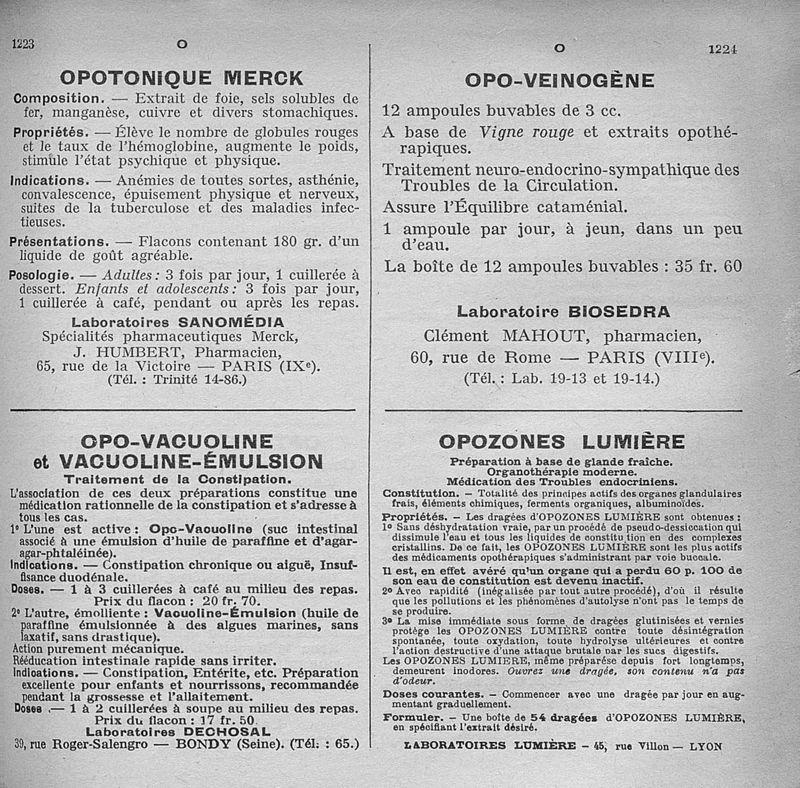 1223
O
OPOTONIQUE MERCK
Composition. — Extrait de foie, sels solubles de
fer, manganèse, cuivre et divers stomachiques.
Propriétés. — Élève le nombre de globules rouges
et le taux de l'hémoglobine, augmente le poids,
stimule l'état psychique et physique.
Indications. — Anémies de toutes sortes, asthénie,
convalescence, épuisement physique et nerveux,
suites de la tuberculose et des maladies infec-
tieuses.
Présentations. — Flacons contenant 180 gr. d'un
liquide de goût agréable.
Posologie. — Adultes : 3 fois par jour, 1 cuillerée à
dessert. Enfants et adolescents : 3 fois par jour,
1 cuillerée à café, pendant ou après les repas.
Laboratoires SANOMÉDIA
Spécialités pharmaceutiques Merck,
J. HUMBERT, Pharmacien,
65, rue de la Victoire — PARIS (IXe).
(Tél. : Trinité 14-86.)
OPO-VACUOLINE
et VACUOLINE-ÉMULSION
Traitement de la Constipation.
L'association de ces deux préparations constitue une
médication rationnelle de la constipation et s'adresse à
tous les cas.
1° L'une est active : Opo-Vacuoline (suc intestinal
associé à une émulsion d'huile de paraffine et d'agar-
agar-phtaléinée).
Indications. — Constipation chronique ou aiguë, Insuf-
fisance duodénale.
Doses. — 1 à 3 cuillerées à café au milieu des repas.
Prix du flacon : 20 fr. 70.
2° L'autre, émolliente : Vacuoline-Émulsion (huile de
paraffine émulsionnée à des algues marines, sans
laxatif, sans drastique).
Action purement mécanique.
Rééducation intestinale rapide sans irriter.
Indications. — Constipation, Entérite, etc. Préparation
excellente pour enfants et nourrissons, recommandée
pendant la grossesse et l'allaitement.
Doses .— 1 à 2 cuillerées à soupe au milieu des repas.
Prix du flacon : 17 fr. 50
Laboratoires DECHOSAL
39, rue Roger-Salengro — BONDY (Seine). (Tél. : 65.)
O
1224
OPO-VEINOGÈNE
12 ampoules buvables de 3 cc.
A base de Vigne rouge et extraits opothé-
rapiques.
Traitement neuro-endocrino-sympathique des
Troubles de la Circulation.
Assure l'Équilibre cataménial.
1 ampoule par jour, à jeun, dans un peu
d'eau.
La boîte de 12 ampoules buvables : 35 fr. 60
Laboratoire BIOSEDRA
Clément MAHOUT, pharmacien,
60, rue de Rome — PARIS (VIIIe).
(Tél. : Lab. 19-13 et 19-14.)
OPOZONES LUMIÈRE
Préparation à base de glande fraîche.
Organothérapie moderne.
Médication des Troubles endocriniens.
Constitution. — Totalité des principes actifs des organes glandulaires
frais, éléments chimiques, ferments organiques, albuminoïdes.
Propriétés. — Les dragées d'OPOZONES LUMIÈRE sont obtenues :
1° Sans déshydratation vraie, par un procédé de pseudo-dessiccation qui
dissimule l'eau et tous les liquides de constitution en des complexes
cristallins. De ce fait, les OPOZONES LUMIÈRE sont les plus actifs
des médicaments opothérapiques s'administrant par voie buccale.
Il est, en effet avéré qu'un organe qui a perdu 60 p. 100 de
son eau de constitution est devenu inactif.
2° Avec rapidité (inégalisée par tout autre procédé), d'où il résulte
que les pollutions et les phénomènes d'autolyse n'ont pas le temps de
se produire.
3° La mise immédiate sous forme de dragées glutinisées et vernies
protège les OPOZONES LUMIÈRE contre toute désintégration
spontanée, toute oxydation, toute hydrolyse ultérieures et contre
l'action destructive d'une attaque brutale par les sucs digestifs.
Les OPOZONES LUMIERE, même préparése depuis fort longtemps,
demeurent inodores. Ouvrez une dragée, son contenu n'a pas
d'odeur.
Doses courantes. — Commencer avec une dragée par jour en aug-
mentant graduellement.
Formuler. — Une boîte de 54 dragées d'OPOZONES LUMIÈRE,
en spécifiant l'extrait désiré.
LABORATOIRES LUMIÈRE — 45, rue Villon — LYON